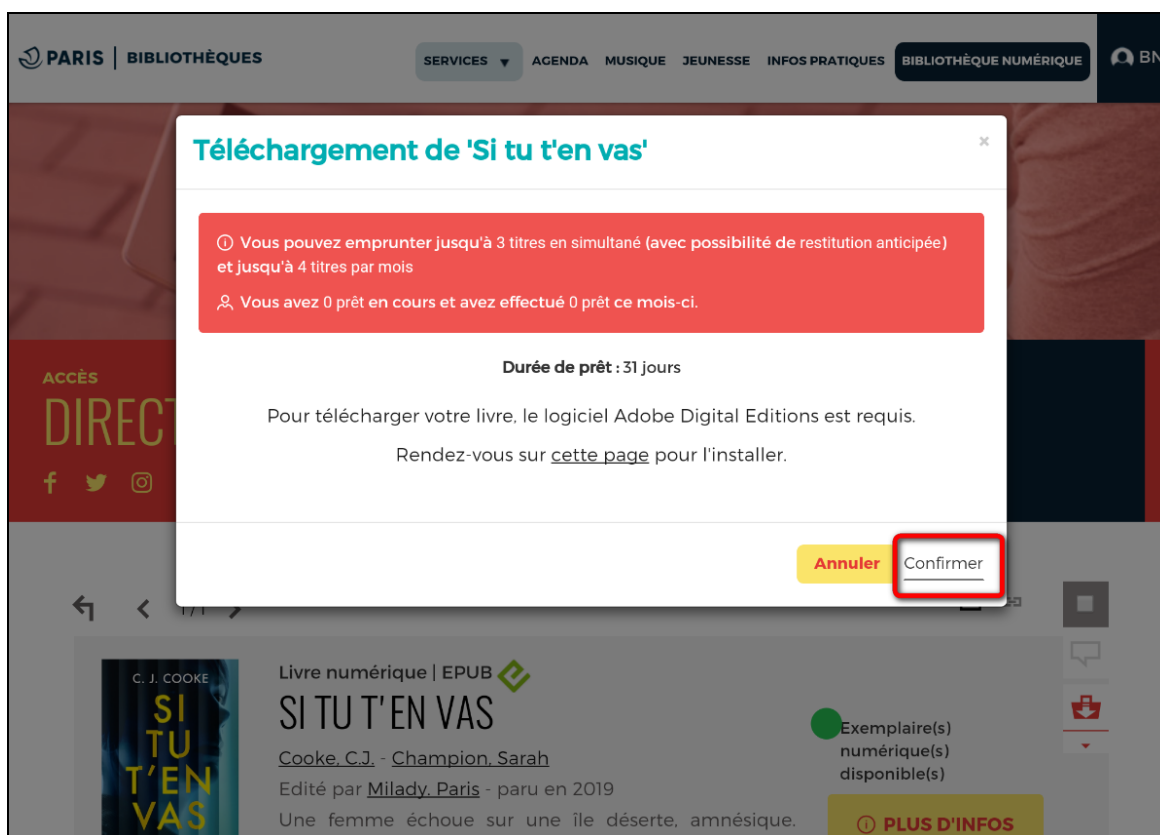 PARIS | BIBLIOTHÈQUES
SERVICES ▼ AGENDA MUSIQUE JEUNESSE INFOS PRATIQUES BIBLIOTHÈQUE NUMÉRIQUE BN
Téléchargement de 'Si tu t'en vas' ×
Vous pouvez emprunter jusqu'à 3 titres en simultané (avec possibilité de restitution anticipée)
et jusqu'à 4 titres par mois
Vous avez 0 prêt en cours et avez effectué 0 prêt ce mois-ci.
Durée de prêt : 31 jours
Pour télécharger votre livre, le logiciel Adobe Digital Editions est requis.
Rendez-vous sur cette page pour l'installer.
Annuler Confirmer
ACCÈS
DIRECT
1/1
C. J. COOKE
SI
TU
T'EN
VAS
Livre numérique | EPUB
SI TU T'EN VAS
Cooke, C.J. - Champion, Sarah
Edité par Milady. Paris - paru en 2019
Une femme échoue sur une île déserte, amnésique.
Exemplaire(s)
numérique(s)
disponible(s)
PLUS D'INFOS